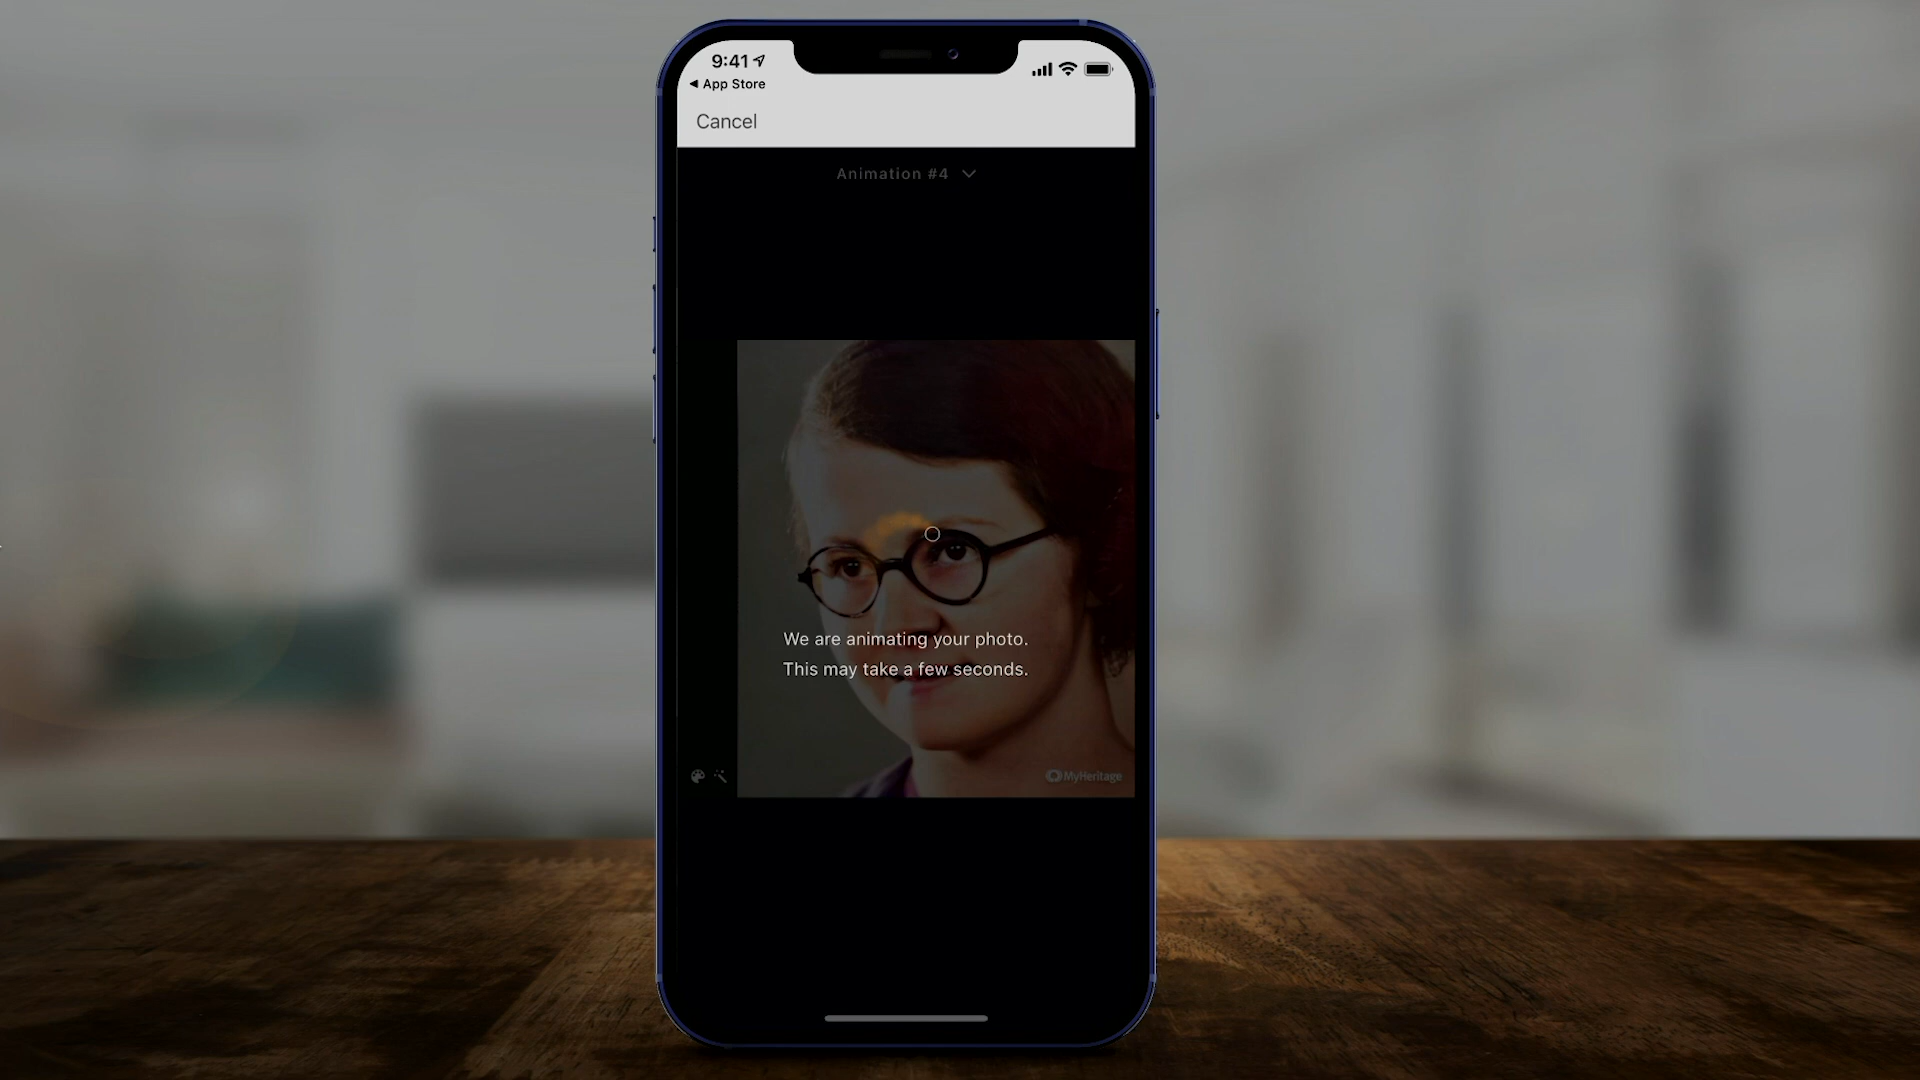 9:41
◀ App Store
Cancel
Animation #4
We are animating your photo.
This may take a few seconds.
MyHeritage